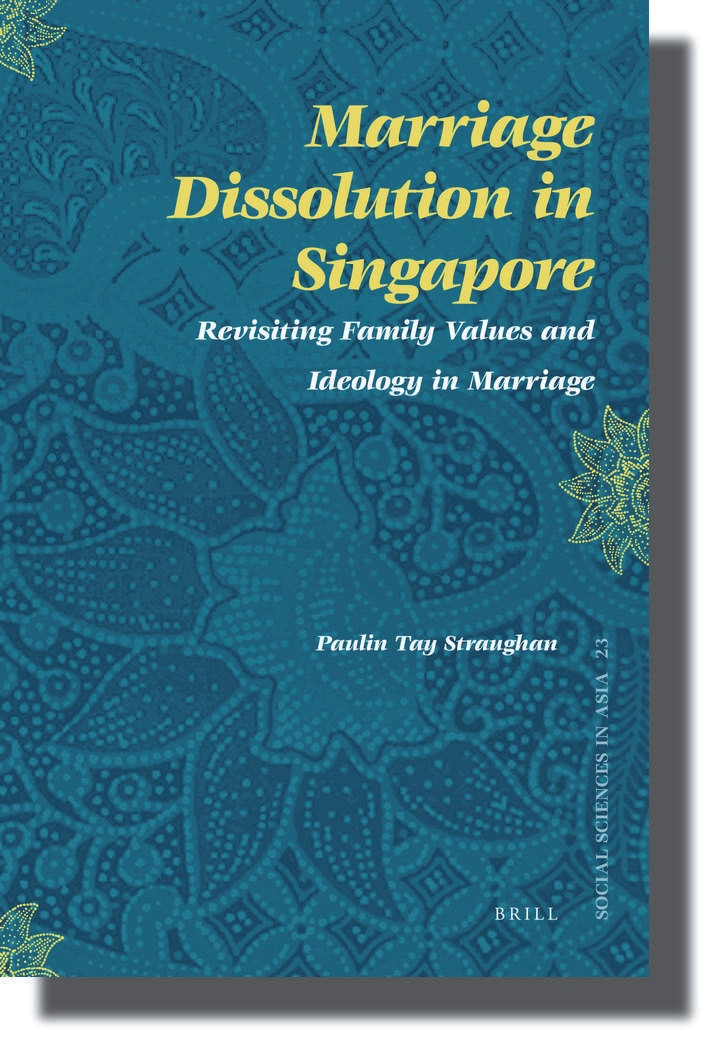 Marriage
Dissolution in
Singapore
Revisiting Family Values and
Ideology in Marriage
Paulin Tay Straughan
SOCIAL SCIENCES IN ASIA 23
BRILL